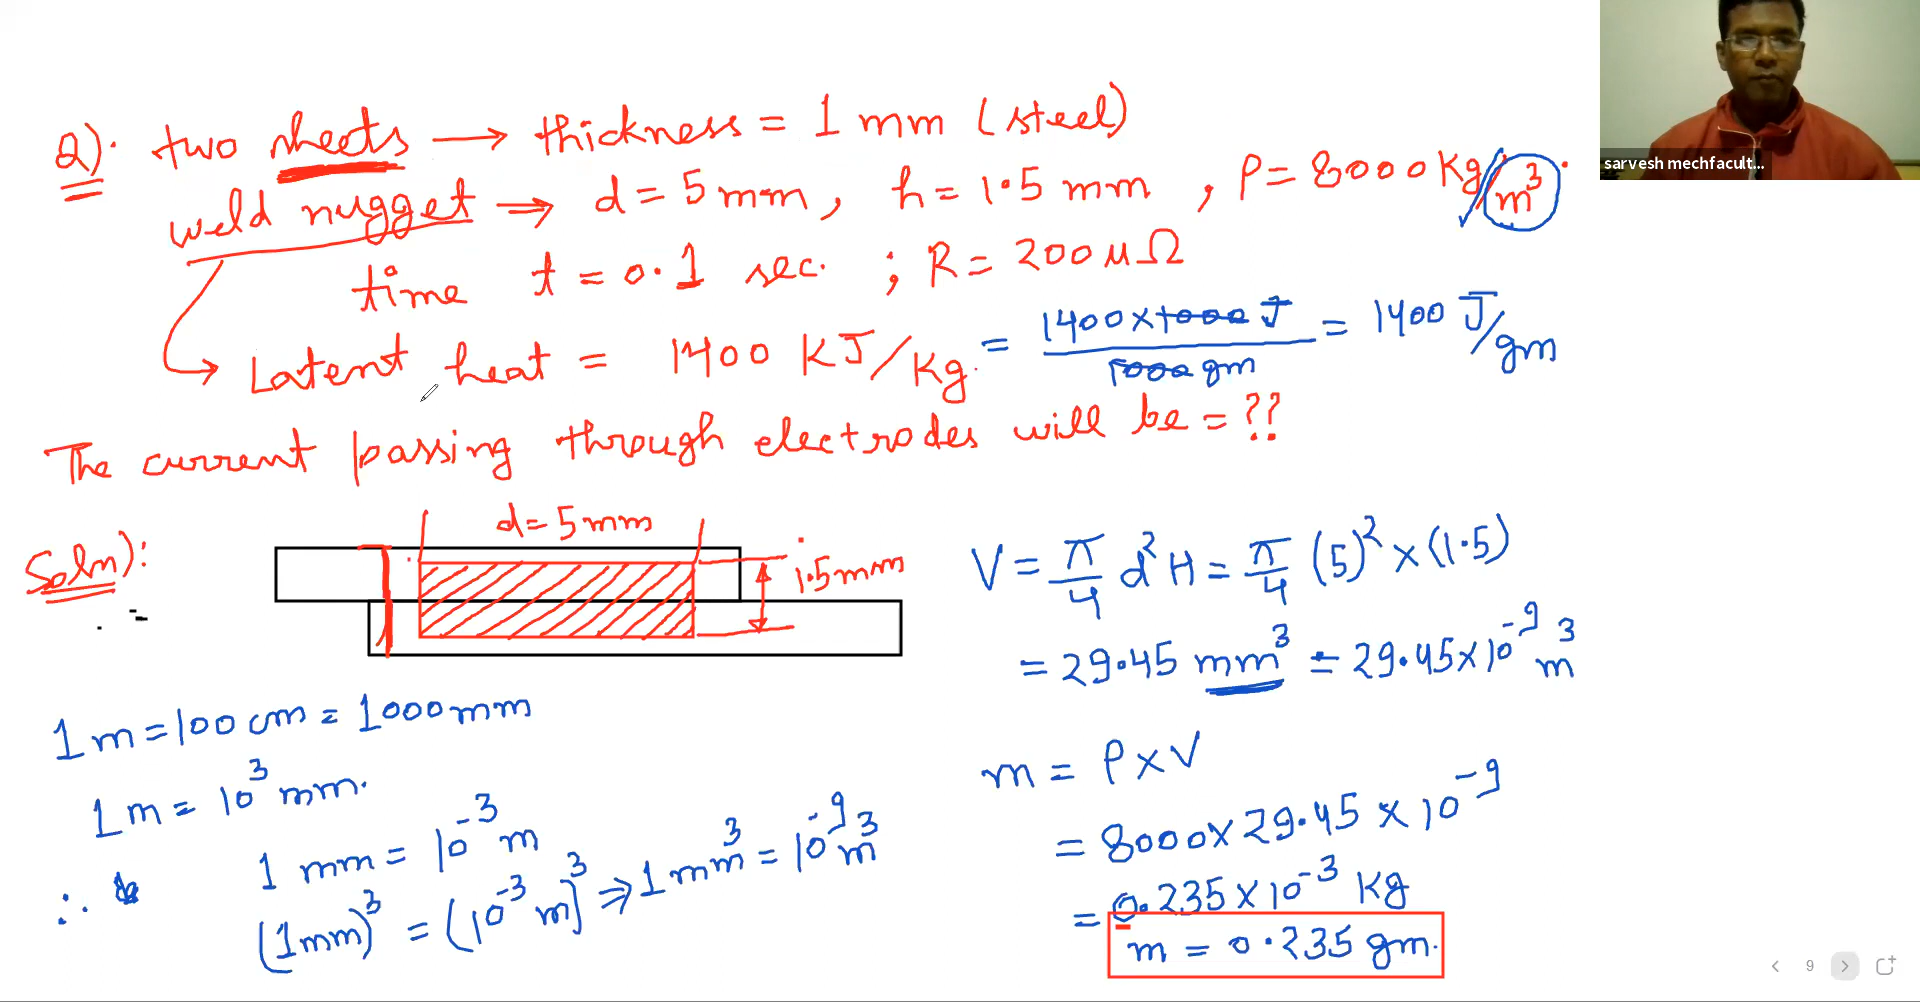 Q). two sheets → thickness = 1 mm (steel)
weld nugget → d = 5 mm, h = 1.5 mm, ρ = 8000 Kg/m³.
time t = 0.1 sec. ; R = 200 μΩ
→ Latent heat = 1400 KJ/Kg. = 1400×1000 J / 1000 gm = 1400 J/gm
The current passing through electrodes will be = ??
Soln):
d = 5 mm
1.5 mm
V = π/4 d² H = π/4 (5)² × (1.5)
= 29.45 mm³ = 29.45×10⁻⁹ m³
1 m = 100 cm = 1000 mm
1 m = 10³ mm.
∴ 1 mm = 10⁻³ m
(1mm)³ = (10⁻³ m)³ ⇒ 1 mm³ = 10⁻⁹ m³
m = ρ × V
= 8000 × 29.45 × 10⁻⁹
= 0.235 × 10⁻³ Kg
m = 0.235 gm.
sarvesh mechfacult...
9